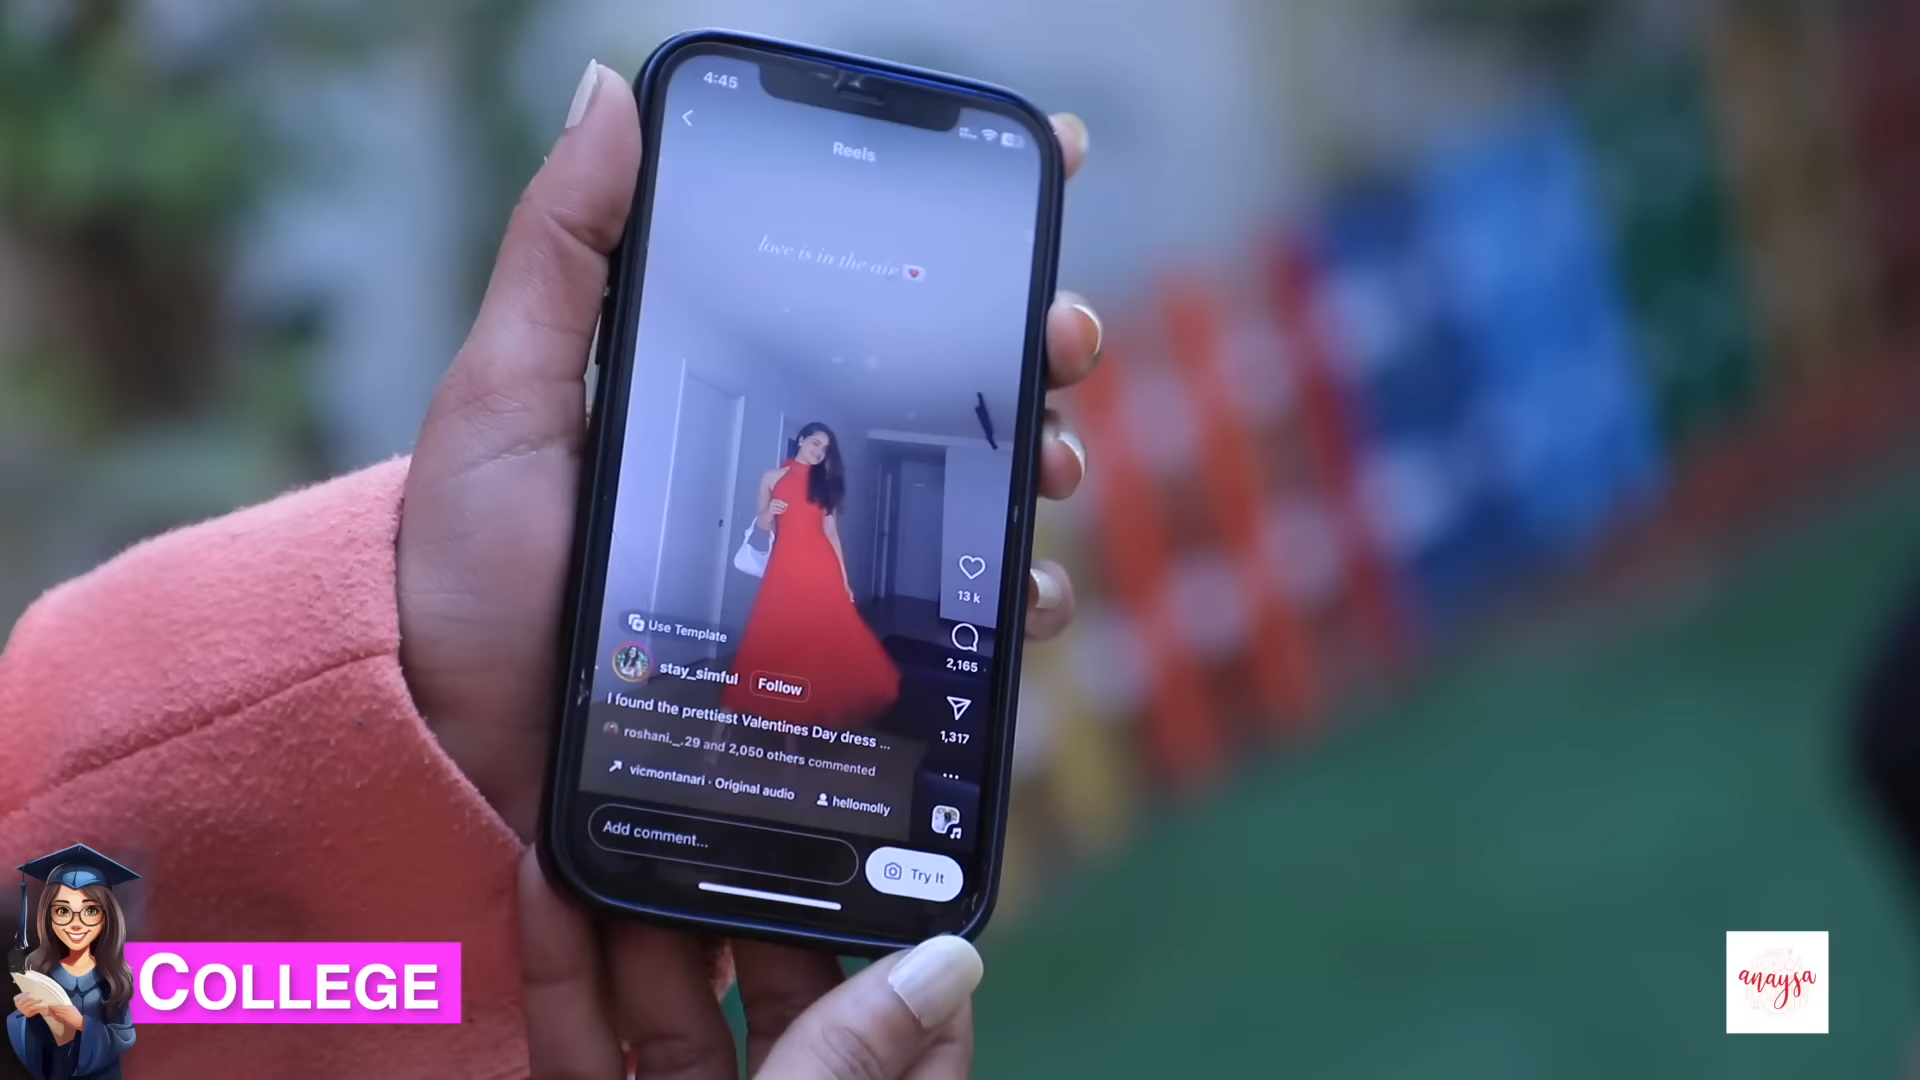 4:45
Reels
love is in the air
13 k
2,165
1,317
Use Template
stay_simful
Follow
I found the prettiest Valentines Day dress ...
roshani._.29 and 2,050 others commented
vicmontanari · Original audio
hellomolly
Add comment...
Try It
COLLEGE
anaysa